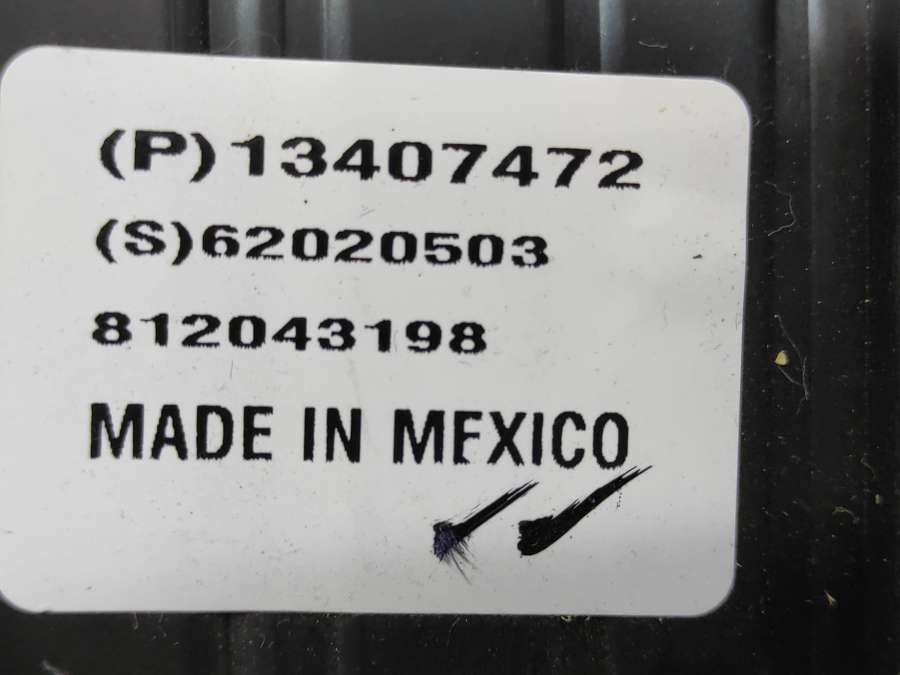 (P)13407472
(S)62020503
812043198
MADE IN MEXICO